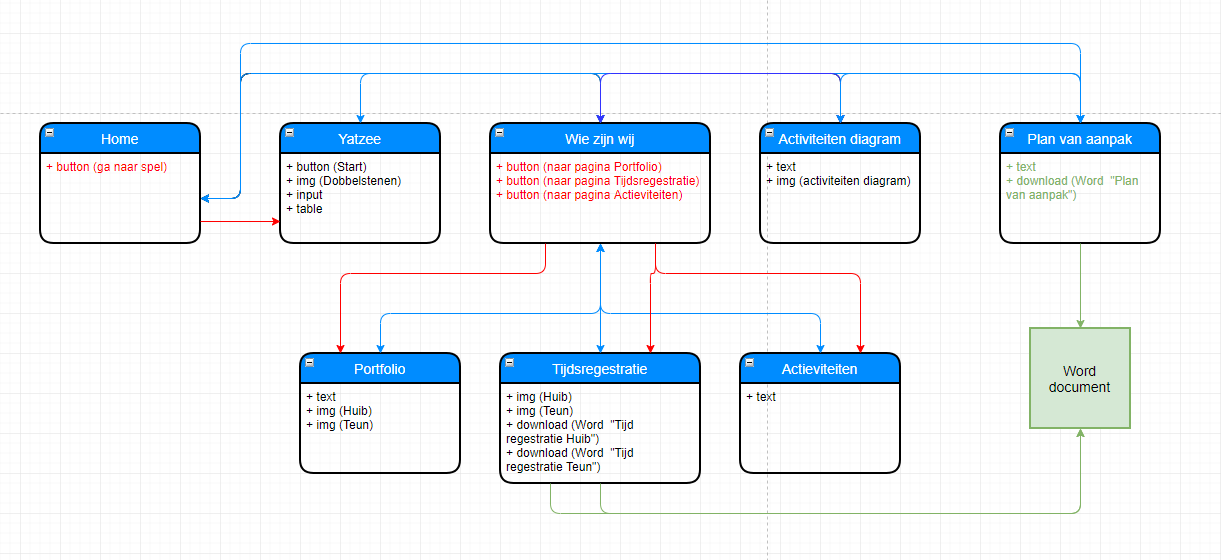 Home
+ button (ga naar spel)
Yatzee
+ button (Start)
+ img (Dobbelstenen)
+ input
+ table
Wie zijn wij
+ button (naar pagina Portfolio)
+ button (naar pagina Tijdsregestratie)
+ button (naar pagina Actieviteiten)
Activiteiten diagram
+ text
+ img (activiteiten diagram)
Plan van aanpak
+ text
+ download (Word "Plan
van aanpak")
Portfolio
+ text
+ img (Huib)
+ img (Teun)
Tijdsregestratie
+ img (Huib)
+ img (Teun)
+ download (Word "Tijd
regestratie Huib")
+ download (Word "Tijd
regestratie Teun")
Actieviteiten
+ text
Word
document